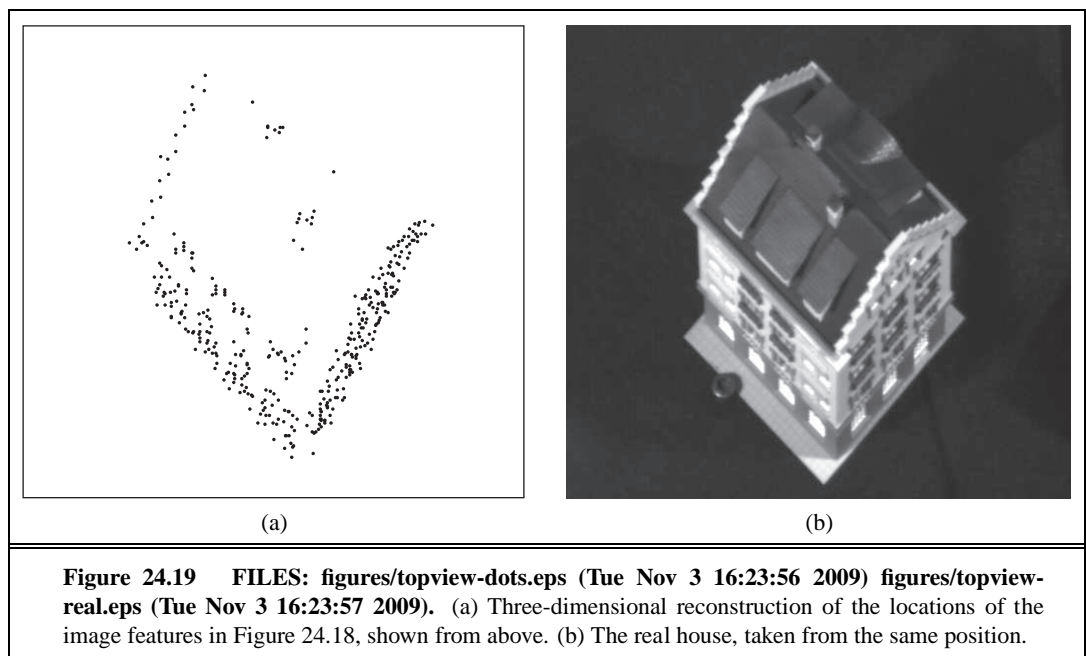 (a)
(b)
Figure 24.19 FILES: figures/topview-dots.eps (Tue Nov 3 16:23:56 2009) figures/topview-
real.eps (Tue Nov 3 16:23:57 2009). (a) Three-dimensional reconstruction of the locations of the
image features in Figure 24.18, shown from above. (b) The real house, taken from the same position.